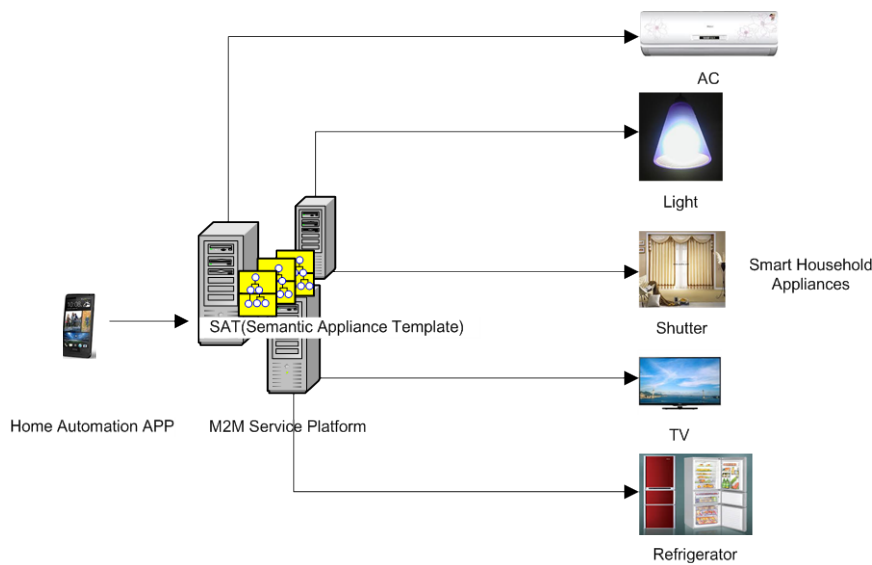 AC
Light
Smart Household
Appliances
Shutter
SAT(Semantic Appliance Template)
Home Automation APP
M2M Service Platform
TV
Refrigerator